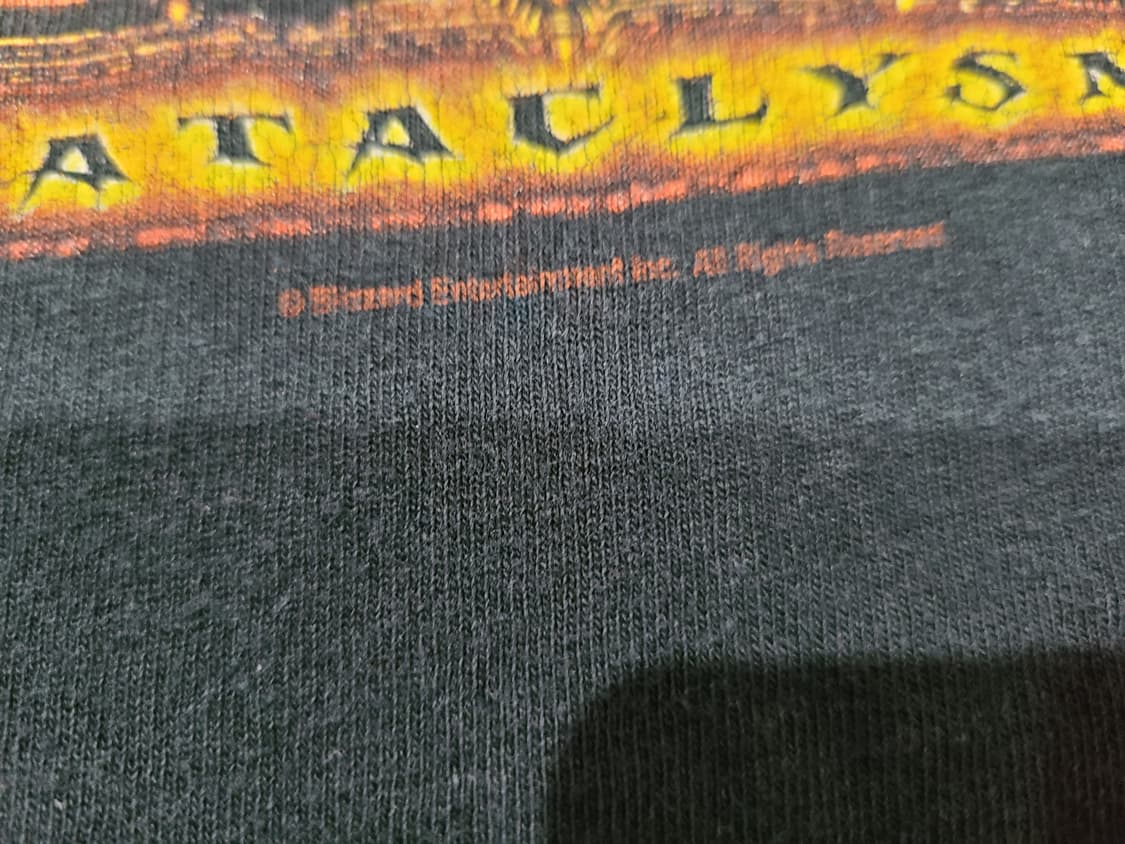 ATACLYSM
© Blizzard Entertainment Inc. All Rights Reserved